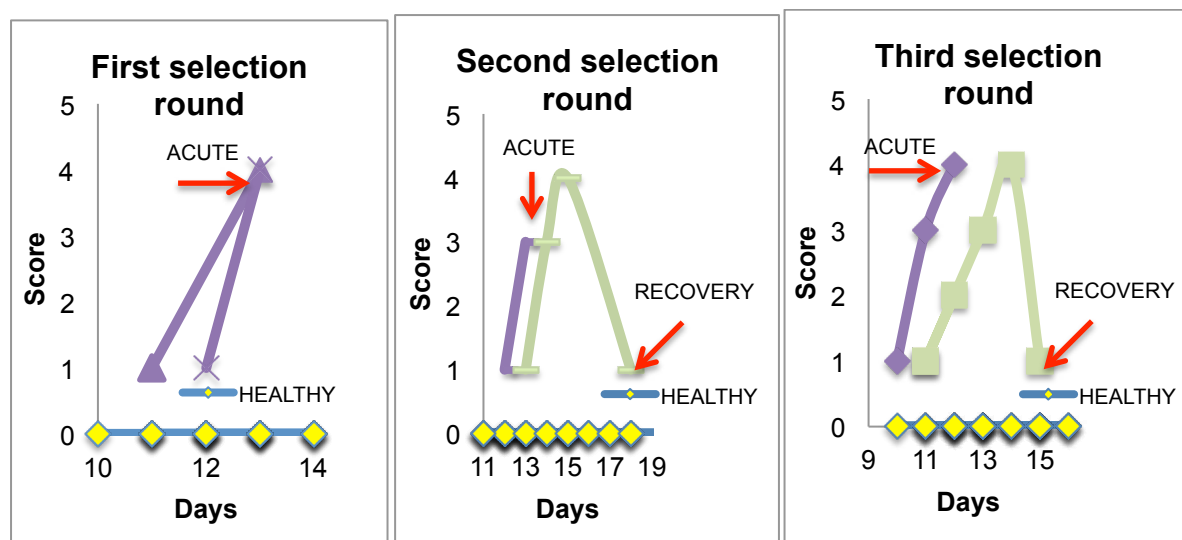 First selection
round
5
4
3
2
1
0
Score
ACUTE
HEALTHY
10
12
14
Days
Second selection
round
5
4
3
2
1
0
Score
ACUTE
RECOVERY
HEALTHY
11
13
15
17
19
Days
Third selection
round
5
4
3
2
1
0
Score
ACUTE
RECOVERY
HEALTHY
9
11
13
15
Days